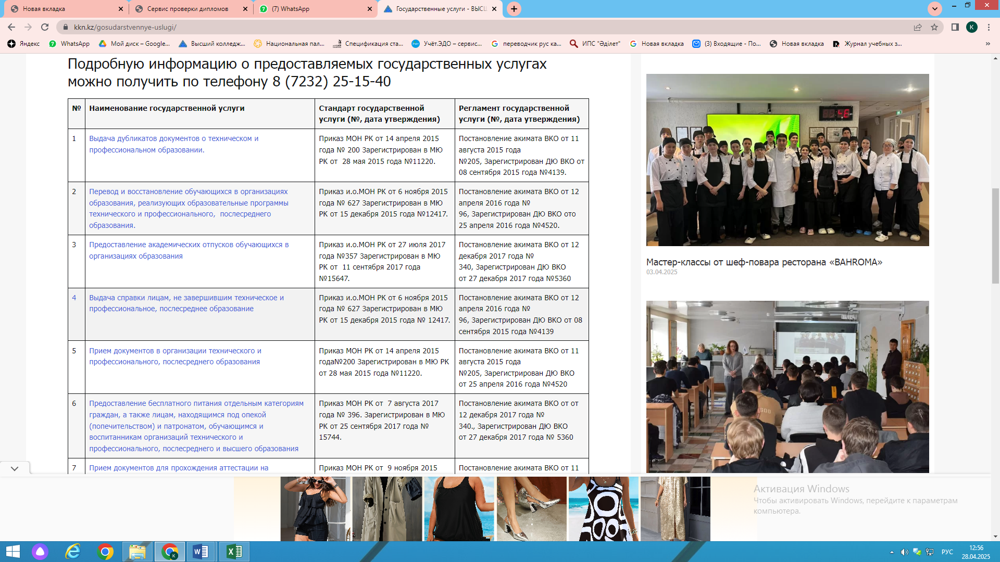 Новая вкладка
Сервис проверки дипломов
(7) WhatsApp
Государственные услуги - ВЫСШ
kkn.kz/gosudarstvennye-uslugi/
Яндекс
WhatsApp
Мой диск – Google...
Высший колледж...
Национальная пал...
Спецификация ста...
Учёт.ЭДО – сервис...
переводчик рус ка...
ИПС "Әділет"
Новая вкладка
(3) Входящие - По...
Новая вкладка
Журнал учебных з...
Подробную информацию о предоставляемых государственных услугах
можно получить по телефону 8 (7232) 25-15-40
№
Наименование государственной услуги
Стандарт государственной
услуги (№, дата утверждения)
Регламент государственной
услуги (№, дата утверждения)
1
Выдача дубликатов документов о техническом и
профессиональном образовании.
Приказ МОН РК от 14 апреля 2015
года № 200 Зарегистрирован в МЮ
РК от  28 мая 2015 года №11220.
Постановление акимата ВКО от 11
августа 2015 года
№205, Зарегистрирован ДЮ ВКО от
08 сентября 2015 года №4139.
2
Перевод и восстановление обучающихся в организациях
образования, реализующих образовательные программы
технического и профессионального,  послесреднего
образования.
Приказ и.о.МОН РК от 6 ноября 2015
года № 627 Зарегистрирован в МЮ
РК от 15 декабря 2015 года №12417.
Постановление акимата ВКО от 12
апреля 2016 года №
96, Зарегистрирован ДЮ ВКО ото
25 апреля 2016 года №4520.
3
Предоставление академических отпусков обучающихся в
организациях образования
Приказ и.о.МОН РК от 27 июля 2017
года №357 Зарегистрирован в МЮ
РК от  11 сентября 2017 года
№15647.
Постановление акимата ВКО от 12
декабря 2017 года №
340, Зарегистрирован ДЮ ВКО
от 27 декабря 2017 года №5360
4
Выдача справки лицам, не завершившим техническое и
профессиональное, послесреднее образование
Приказ и.о.МОН РК от 6 ноября 2015
года № 627 Зарегистрирован в МЮ
РК от 15 декабря 2015 года № 12417.
Постановление акимата ВКО от 12
апреля 2016 года №
96, Зарегистрирован ДЮ ВКО от 08
сентября 2015 года №4139
5
Прием документов в организации технического и
профессионального, послесреднего образования
Приказ МОН РК от 14 апреля 2015
года№200 Зарегистрирован в МЮ РК
от 28 мая 2015 года №11220.
Постановление акимата ВКО от 11
августа 2015 года
№205, Зарегистрирован ДЮ ВКО
от 25 апреля 2016 года №4520
6
Предоставление бесплатного питания отдельным категориям
граждан, а также лицам, находящимся под опекой
(попечительством) и патронатом, обучающимся и
воспитанникам организаций технического и
профессионального, послесреднего и высшего образования
Приказ МОН РК от  7 августа 2017
года № 396. Зарегистрирован в МЮ
РК от 25 сентября 2017 года №
15744.
Постановление акимата ВКО от от
12 декабря 2017 года №
340., Зарегистрирован ДЮ ВКО
от 27 декабря 2017 года № 5360
7
Прием документов для прохождения аттестации на
Приказ МОН РК от  9 ноября 2015
Постановление акимата ВКО от 11
Мастер-классы от шеф-повара ресторана «BAHROMA»
03.04.2025
Активация Windows
Чтобы активировать Windows, перейдите к параметрам
компьютера.
РУС
12:56
28.04.2025